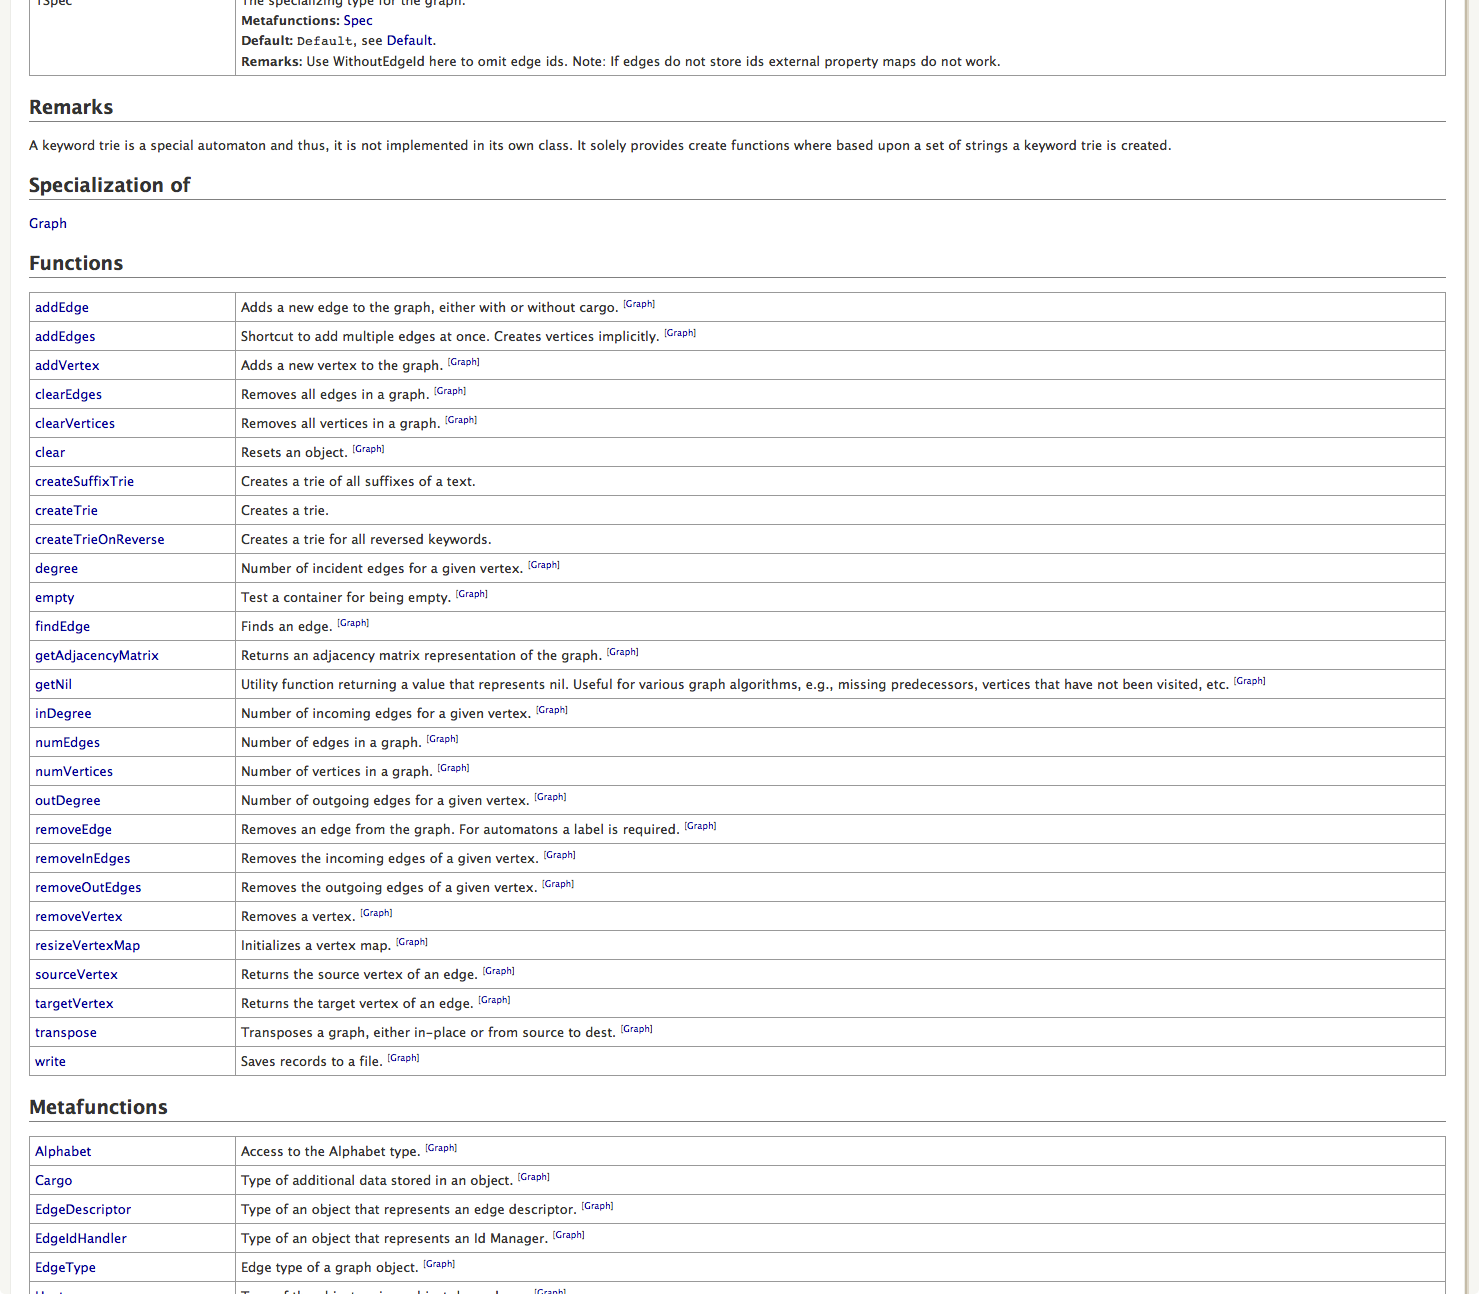 TSpec The specializing type for the graph.
Metafunctions: Spec
Default: Default, see Default.
Remarks: Use WithoutEdgeId here to omit edge ids. Note: If edges do not store ids external property maps do not work.
Remarks
A keyword trie is a special automaton and thus, it is not implemented in its own class. It solely provides create functions where based upon a set of strings a keyword trie is created.
Specialization of
Graph
Functions
addEdge Adds a new edge to the graph, either with or without cargo. [Graph]
addEdges Shortcut to add multiple edges at once. Creates vertices implicitly. [Graph]
addVertex Adds a new vertex to the graph. [Graph]
clearEdges Removes all edges in a graph. [Graph]
clearVertices Removes all vertices in a graph. [Graph]
clear Resets an object. [Graph]
createSuffixTrie Creates a trie of all suffixes of a text.
createTrie Creates a trie.
createTrieOnReverse Creates a trie for all reversed keywords.
degree Number of incident edges for a given vertex. [Graph]
empty Test a container for being empty. [Graph]
findEdge Finds an edge. [Graph]
getAdjacencyMatrix Returns an adjacency matrix representation of the graph. [Graph]
getNil Utility function returning a value that represents nil. Useful for various graph algorithms, e.g., missing predecessors, vertices that have not been visited, etc. [Graph]
inDegree Number of incoming edges for a given vertex. [Graph]
numEdges Number of edges in a graph. [Graph]
numVertices Number of vertices in a graph. [Graph]
outDegree Number of outgoing edges for a given vertex. [Graph]
removeEdge Removes an edge from the graph. For automatons a label is required. [Graph]
removeInEdges Removes the incoming edges of a given vertex. [Graph]
removeOutEdges Removes the outgoing edges of a given vertex. [Graph]
removeVertex Removes a vertex. [Graph]
resizeVertexMap Initializes a vertex map. [Graph]
sourceVertex Returns the source vertex of an edge. [Graph]
targetVertex Returns the target vertex of an edge. [Graph]
transpose Transposes a graph, either in-place or from source to dest. [Graph]
write Saves records to a file. [Graph]
Metafunctions
Alphabet Access to the Alphabet type. [Graph]
Cargo Type of additional data stored in an object. [Graph]
EdgeDescriptor Type of an object that represents an edge descriptor. [Graph]
EdgeIdHandler Type of an object that represents an Id Manager. [Graph]
EdgeType Edge type of a graph object. [Graph]
[Graph]